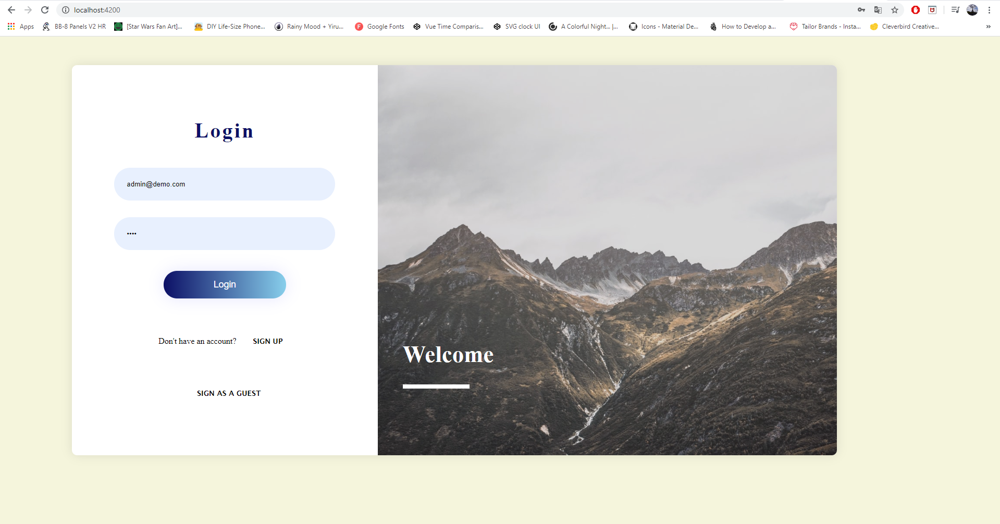 localhost:4200
Apps BB-8 Panels V2 HR [Star Wars Fan Art]... DIY Life-Size Phone... Rainy Mood + Yiru... Google Fonts Vue Time Comparis... SVG clock UI A Colorful Night... |... Icons - Material De... How to Develop a... Tailor Brands - Insta... Cleverbird Creative... »
Login
admin@demo.com
••••
Login
Don't have an account? SIGN UP
SIGN AS A GUEST
Welcome